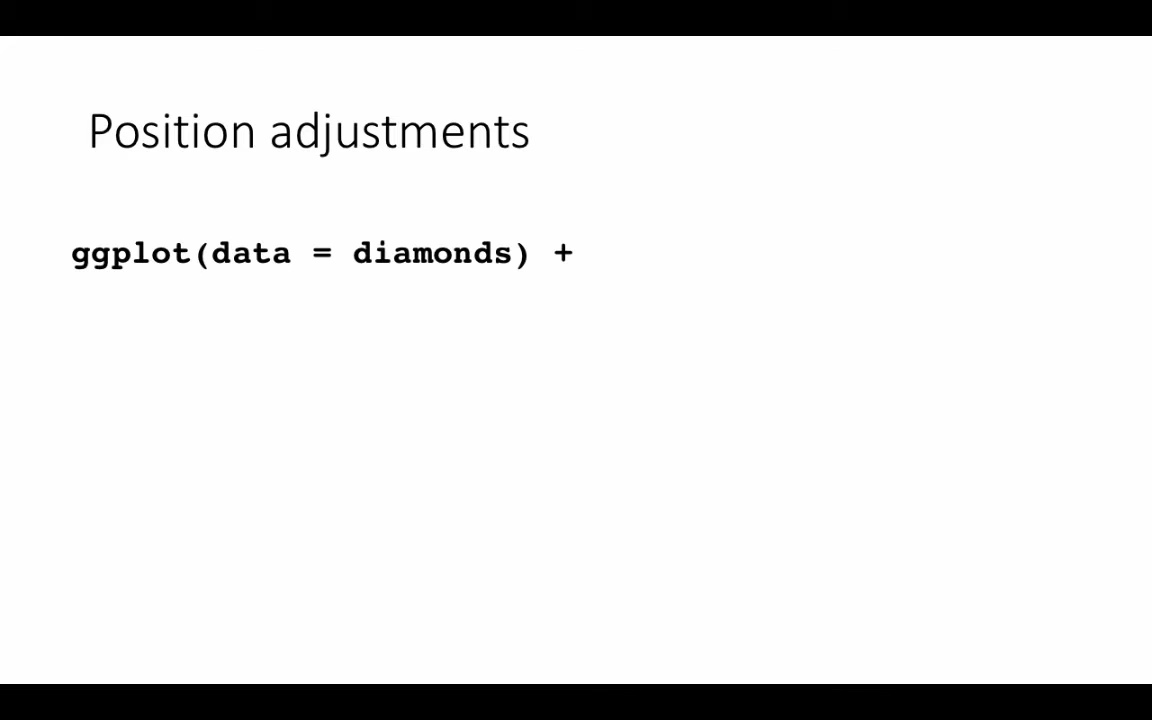 Position adjustments
ggplot(data = diamonds) +